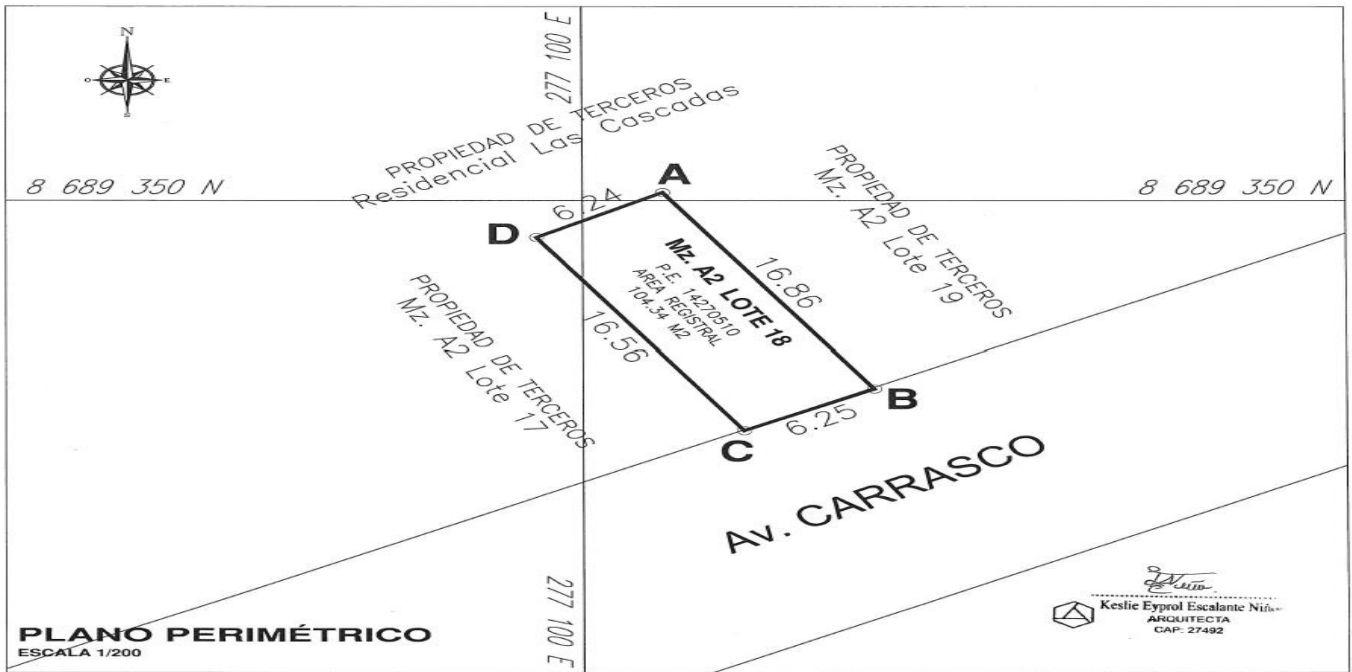 N
O
E
S
277 100 E
PROPIEDAD DE TERCEROS
Residencial Las Cascadas
8 689 350 N
8 689 350 N
A
6.24
D
PROPIEDAD DE TERCEROS
Mz. A2 Lote 19
Mz. A2 LOTE 18
P.E. 14270510
AREA REGISTRAL
104.34 M2
16.86
16.56
PROPIEDAD DE TERCEROS
Mz. A2 Lote 17
B
6.25
C
Av. CARRASCO
277 100 E
Keslie Eyprol Escalante
ARQUITECTA
CAP: 27492
PLANO PERIMÉTRICO
ESCALA 1/200